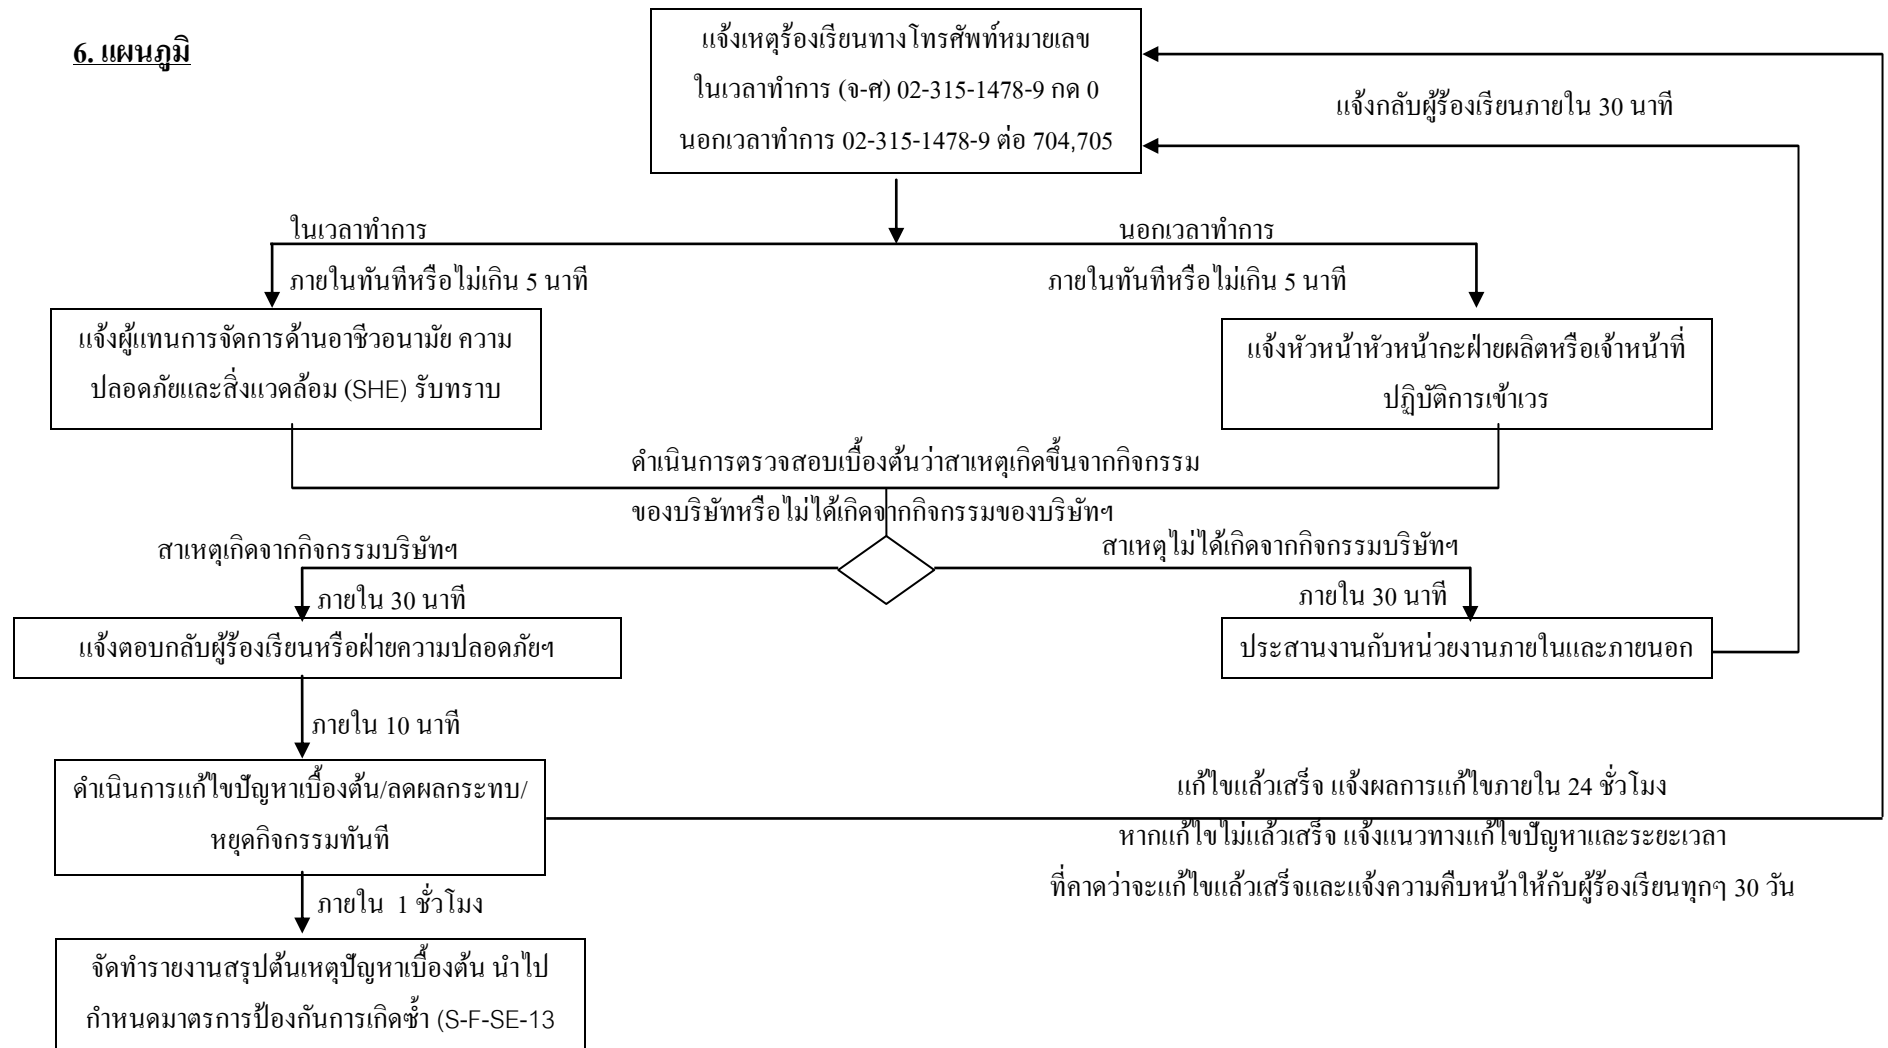 6. แผนภูมิ
แจ้งเหตุร้องเรียนทางโทรศัพท์หมายเลข
ในเวลาทำการ (จ-ศ) 02-315-1478-9 กด 0
นอกเวลาทำการ 02-315-1478-9 ต่อ 704,705
แจ้งกลับผู้ร้องเรียนภายใน 30 นาที
ในเวลาทำการ
ภายในทันทีหรือไม่เกิน 5 นาที
นอกเวลาทำการ
ภายในทันทีหรือไม่เกิน 5 นาที
แจ้งผู้แทนการจัดการด้านอาชีวอนามัย ความ
ปลอดภัยและสิ่งแวดล้อม (SHE) รับทราบ
แจ้งหัวหน้าหัวหน้ากะฝ่ายผลิตหรือเจ้าหน้าที่
ปฏิบัติการเข้าเวร
ดำเนินการตรวจสอบเบื้องต้นว่าสาเหตุเกิดขึ้นจากกิจกรรม
ของบริษัทหรือไม่ได้เกิดจากกิจกรรมของบริษัทฯ
สาเหตุเกิดจากกิจกรรมบริษัทฯ
ภายใน 30 นาที
สาเหตุไม่ได้เกิดจากกิจกรรมบริษัทฯ
ภายใน 30 นาที
แจ้งตอบกลับผู้ร้องเรียนหรือฝ่ายความปลอดภัยฯ
ประสานงานกับหน่วยงานภายในและภายนอก
ภายใน 10 นาที
ดำเนินการแก้ไขปัญหาเบื้องต้น/ลดผลกระทบ/
หยุดกิจกรรมทันที
แก้ไขแล้วเสร็จ แจ้งผลการแก้ไขภายใน 24 ชั่วโมง
หากแก้ไขไม่แล้วเสร็จ แจ้งแนวทางแก้ไขปัญหาและระยะเวลา
ที่คาดว่าจะแก้ไขแล้วเสร็จและแจ้งความคืบหน้าให้กับผู้ร้องเรียนทุกๆ 30 วัน
ภายใน 1 ชั่วโมง
จัดทำรายงานสรุปต้นเหตุปัญหาเบื้องต้น นำไป
กำหนดมาตรการป้องกันการเกิดซ้ำ (S-F-SE-13